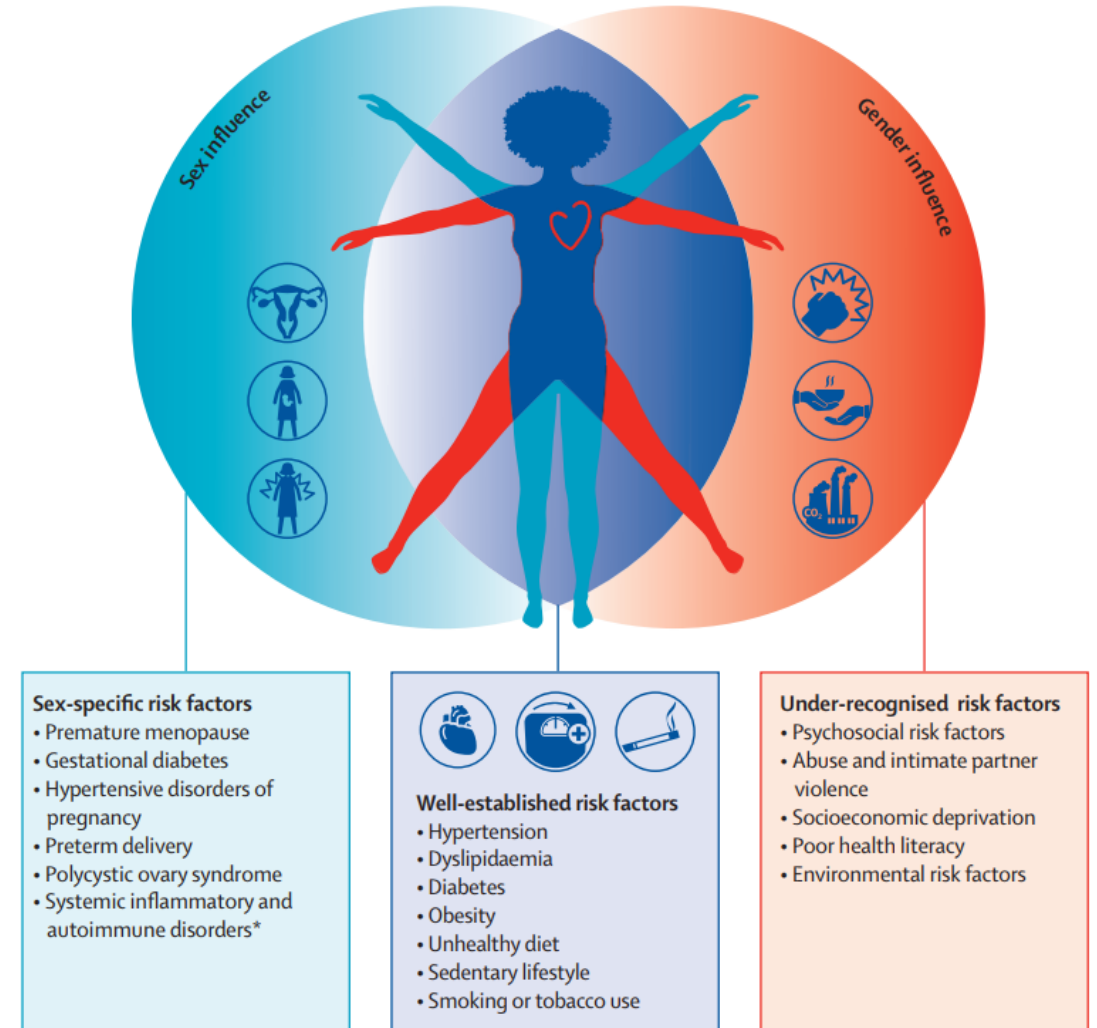 Sex influence
Gender influence
CO₂
Sex-specific risk factors
• Premature menopause
• Gestational diabetes
• Hypertensive disorders of
pregnancy
• Preterm delivery
• Polycystic ovary syndrome
• Systemic inflammatory and
autoimmune disorders*
Well-established risk factors
• Hypertension
• Dyslipidaemia
• Diabetes
• Obesity
• Unhealthy diet
• Sedentary lifestyle
• Smoking or tobacco use
Under-recognised risk factors
• Psychosocial risk factors
• Abuse and intimate partner
violence
• Socioeconomic deprivation
• Poor health literacy
• Environmental risk factors